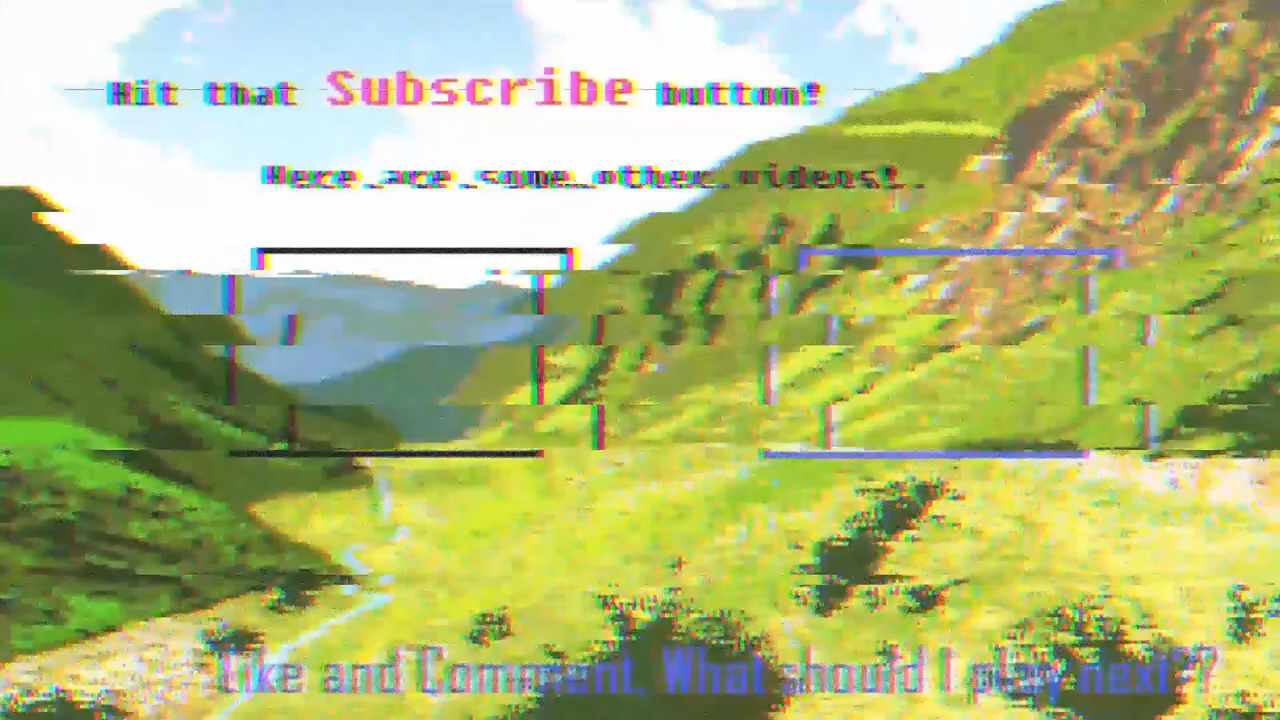 Hit that Subscribe button!
Here are some other videos!
Like and Comment. What should I play next??